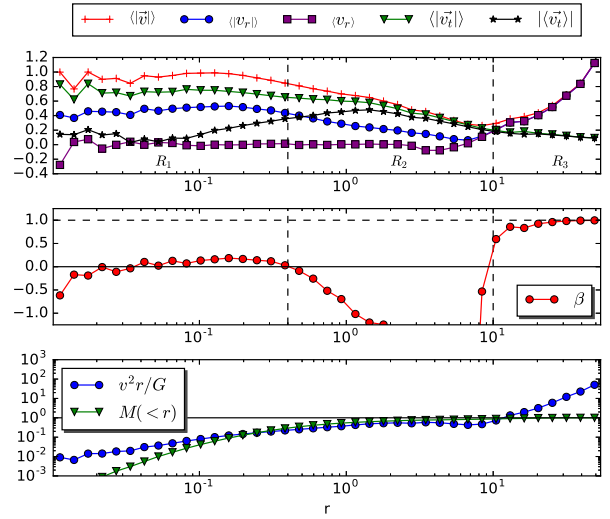 ⟨|v⃗|⟩ ⟨|v_r|⟩ ⟨v_r⟩ ⟨|v⃗_t|⟩ |⟨v⃗_t⟩|
1.2
1.0
0.8
0.6
0.4
0.2
0.0
−0.2
−0.4
R_1 R_2 R_3
10^{-1} 10^0 10^1
1.0
0.5
0.0
−0.5
−1.0
β
10^{-1} 10^0 10^1
10^3
10^2
10^1
10^0
10^{-1}
10^{-2}
10^{-3}
v^2r/G
M(<r)
10^{-1} 10^0 10^1
r